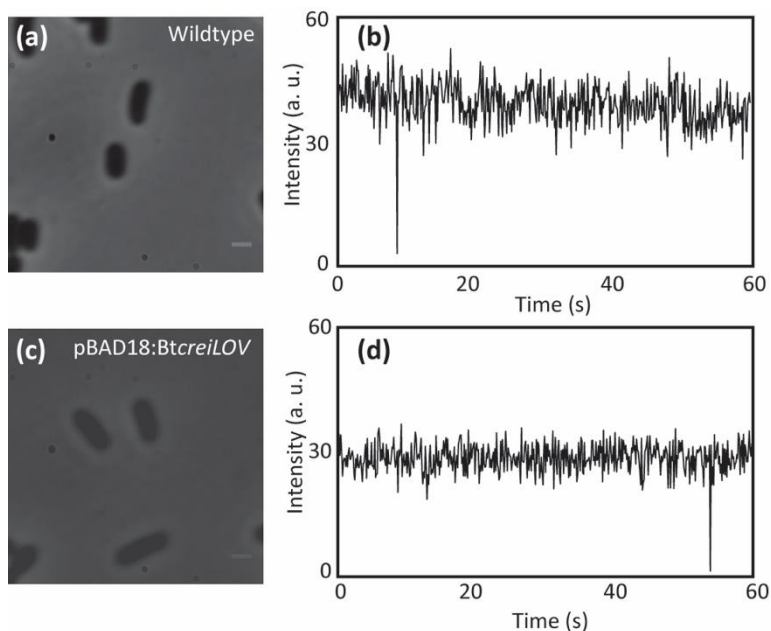 (a)
Wildtype
(b)
60
30
0
Intensity (a. u.)
0
20
40
60
Time (s)
(c)
pBAD18:BtcreiLOV
(d)
60
30
0
Intensity (a. u.)
0
20
40
60
Time (s)